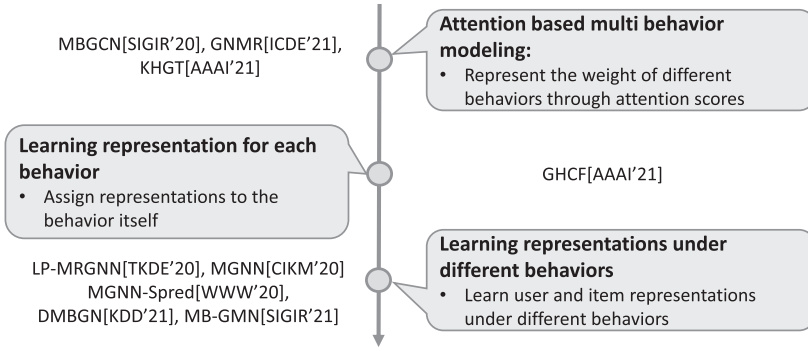 MBGCN[SIGIR’20], GNMR[ICDE’21],
KHGT[AAAI’21]
Attention based multi behavior
modeling:
• Represent the weight of different
behaviors through attention scores
Learning representation for each
behavior
• Assign representations to the
behavior itself
GHCF[AAAI’21]
LP-MRGNN[TKDE’20], MGNN[CIKM’20]
MGNN-Spred[WWW’20],
DMBGN[KDD’21], MB-GMN[SIGIR’21]
Learning representations under
different behaviors
• Learn user and item representations
under different behaviors